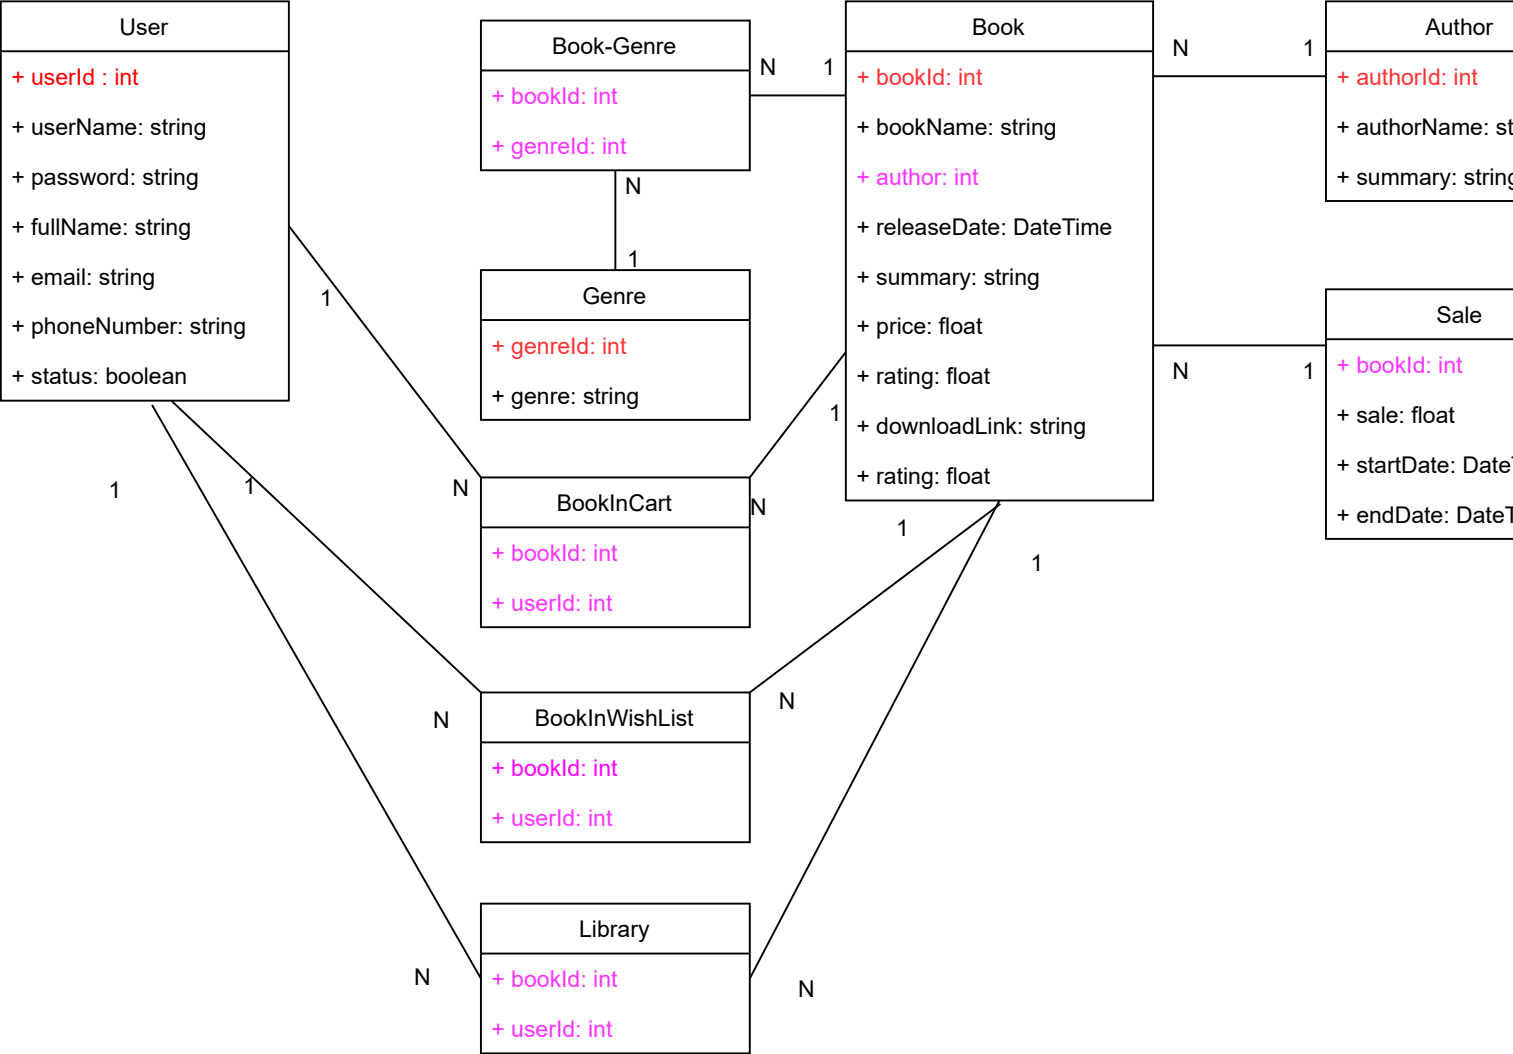 User
+ userId : int
+ userName: string
+ password: string
+ fullName: string
+ email: string
+ phoneNumber: string
+ status: boolean
Book-Genre
+ bookId: int
+ genreId: int
N
1
N
1
Genre
+ genreId: int
+ genre: string
Book
+ bookId: int
+ bookName: string
+ author: int
+ releaseDate: DateTime
+ summary: string
+ price: float
+ rating: float
+ downloadLink: string
+ rating: float
N
1
Author
+ authorId: int
+ authorName: st
+ summary: string
N
1
Sale
+ bookId: int
+ sale: float
+ startDate: Date
+ endDate: DateT
1
N
1
N
BookInCart
+ bookId: int
+ userId: int
1
1
1
1
N
N
BookInWishList
+ bookId: int
+ userId: int
N
N
Library
+ bookId: int
+ userId: int